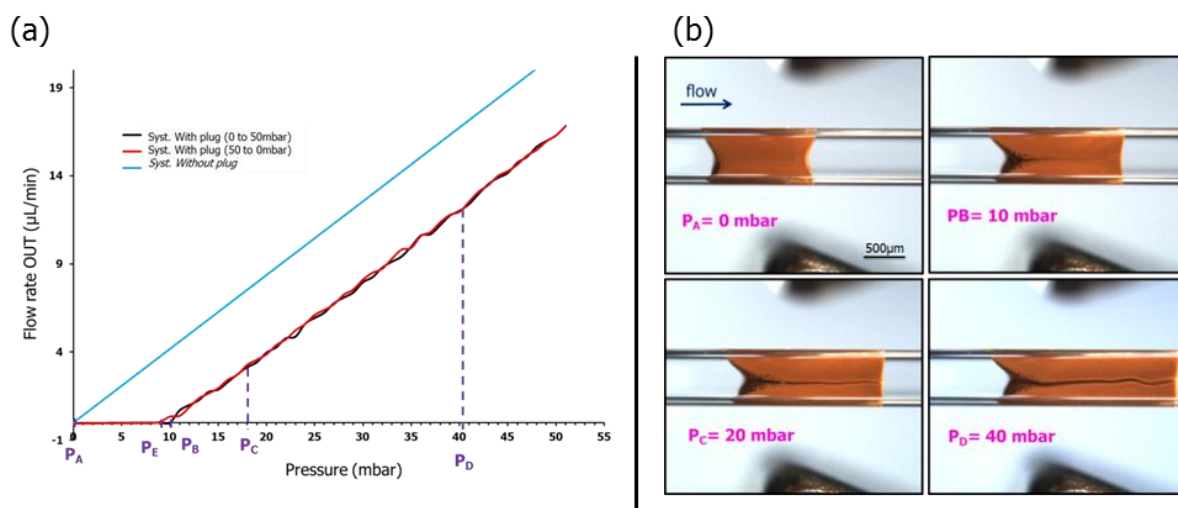 (a)
19
14
9
4
-1
Flow rate OUT (µL/min)
Syst. With plug (0 to 50mbar)
Syst. With plug (50 to 0mbar)
Syst. Without plug
0 5 10 15 20 25 30 35 40 45 50 55
PA PE PB PC PD
Pressure (mbar)
(b)
flow
PA= 0 mbar
500µm
PB= 10 mbar
PC= 20 mbar
PD= 40 mbar